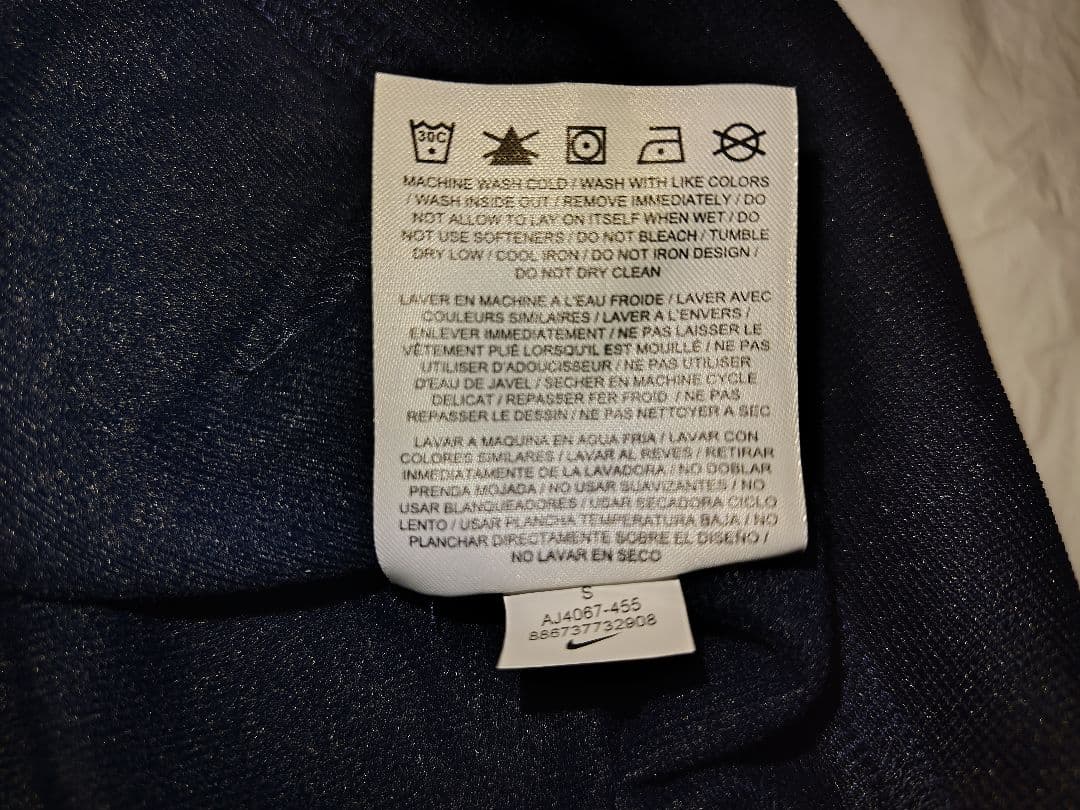 30C
MACHINE WASH COLD / WASH WITH LIKE COLORS
/ WASH INSIDE OUT / REMOVE IMMEDIATELY / DO
NOT ALLOW TO LAY ON ITSELF WHEN WET / DO
NOT USE SOFTENERS / DO NOT BLEACH / TUMBLE
DRY LOW / COOL IRON / DO NOT IRON DESIGN /
DO NOT DRY CLEAN
LAVER EN MACHINE A L'EAU FROIDE / LAVER AVEC
COULEURS SIMILAIRES / LAVER A L'ENVERS /
ENLEVER IMMEDIATEMENT / NE PAS LAISSER LE
VÊTEMENT PLIÉ LORSQU'IL EST MOUILLÉ / NE PAS
UTILISER D'ADOUCISSEUR / NE PAS UTILISER
D'EAU DE JAVEL / SECHER EN MACHINE CYCLE
DELICAT / REPASSER FER FROID / NE PAS
REPASSER LE DESSIN / NE PAS NETTOYER A SEC
LAVAR A MAQUINA EN AGUA FRIA / LAVAR CON
COLORES SIMILARES / LAVAR AL REVES / RETIRAR
INMEDIATAMENTE DE LA LAVADORA / NO DOBLAR
PRENDA MOJADA / NO USAR SUAVIZANTES / NO
USAR BLANQUEADORES / USAR SECADORA CICLO
LENTO / USAR PLANCHA TEMPERATURA BAJA / NO
PLANCHAR DIRECTAMENTE SOBRE EL DISEÑO /
NO LAVAR EN SECO
S
AJ4067-455
886737732908